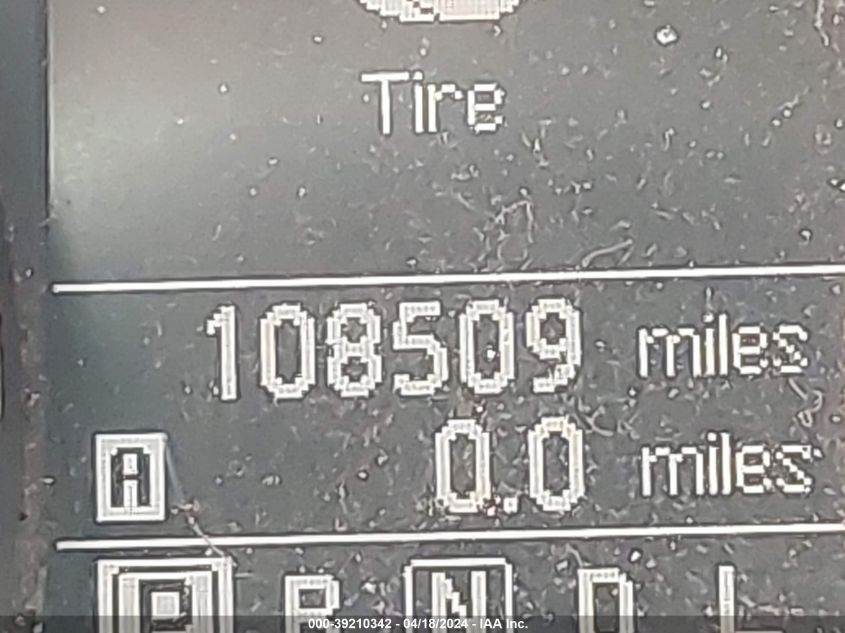 Tire
108509 miles
A 0.0 miles
P R N D L
000-39210342 - 04/18/2024 - IAA Inc.